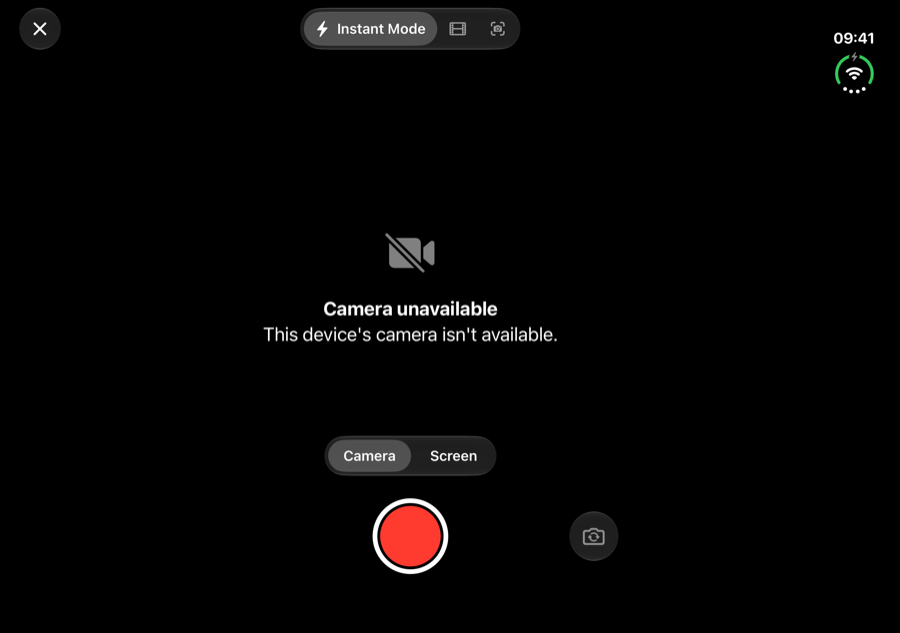 Instant Mode
09:41
Camera unavailable
This device's camera isn't available.
Camera
Screen